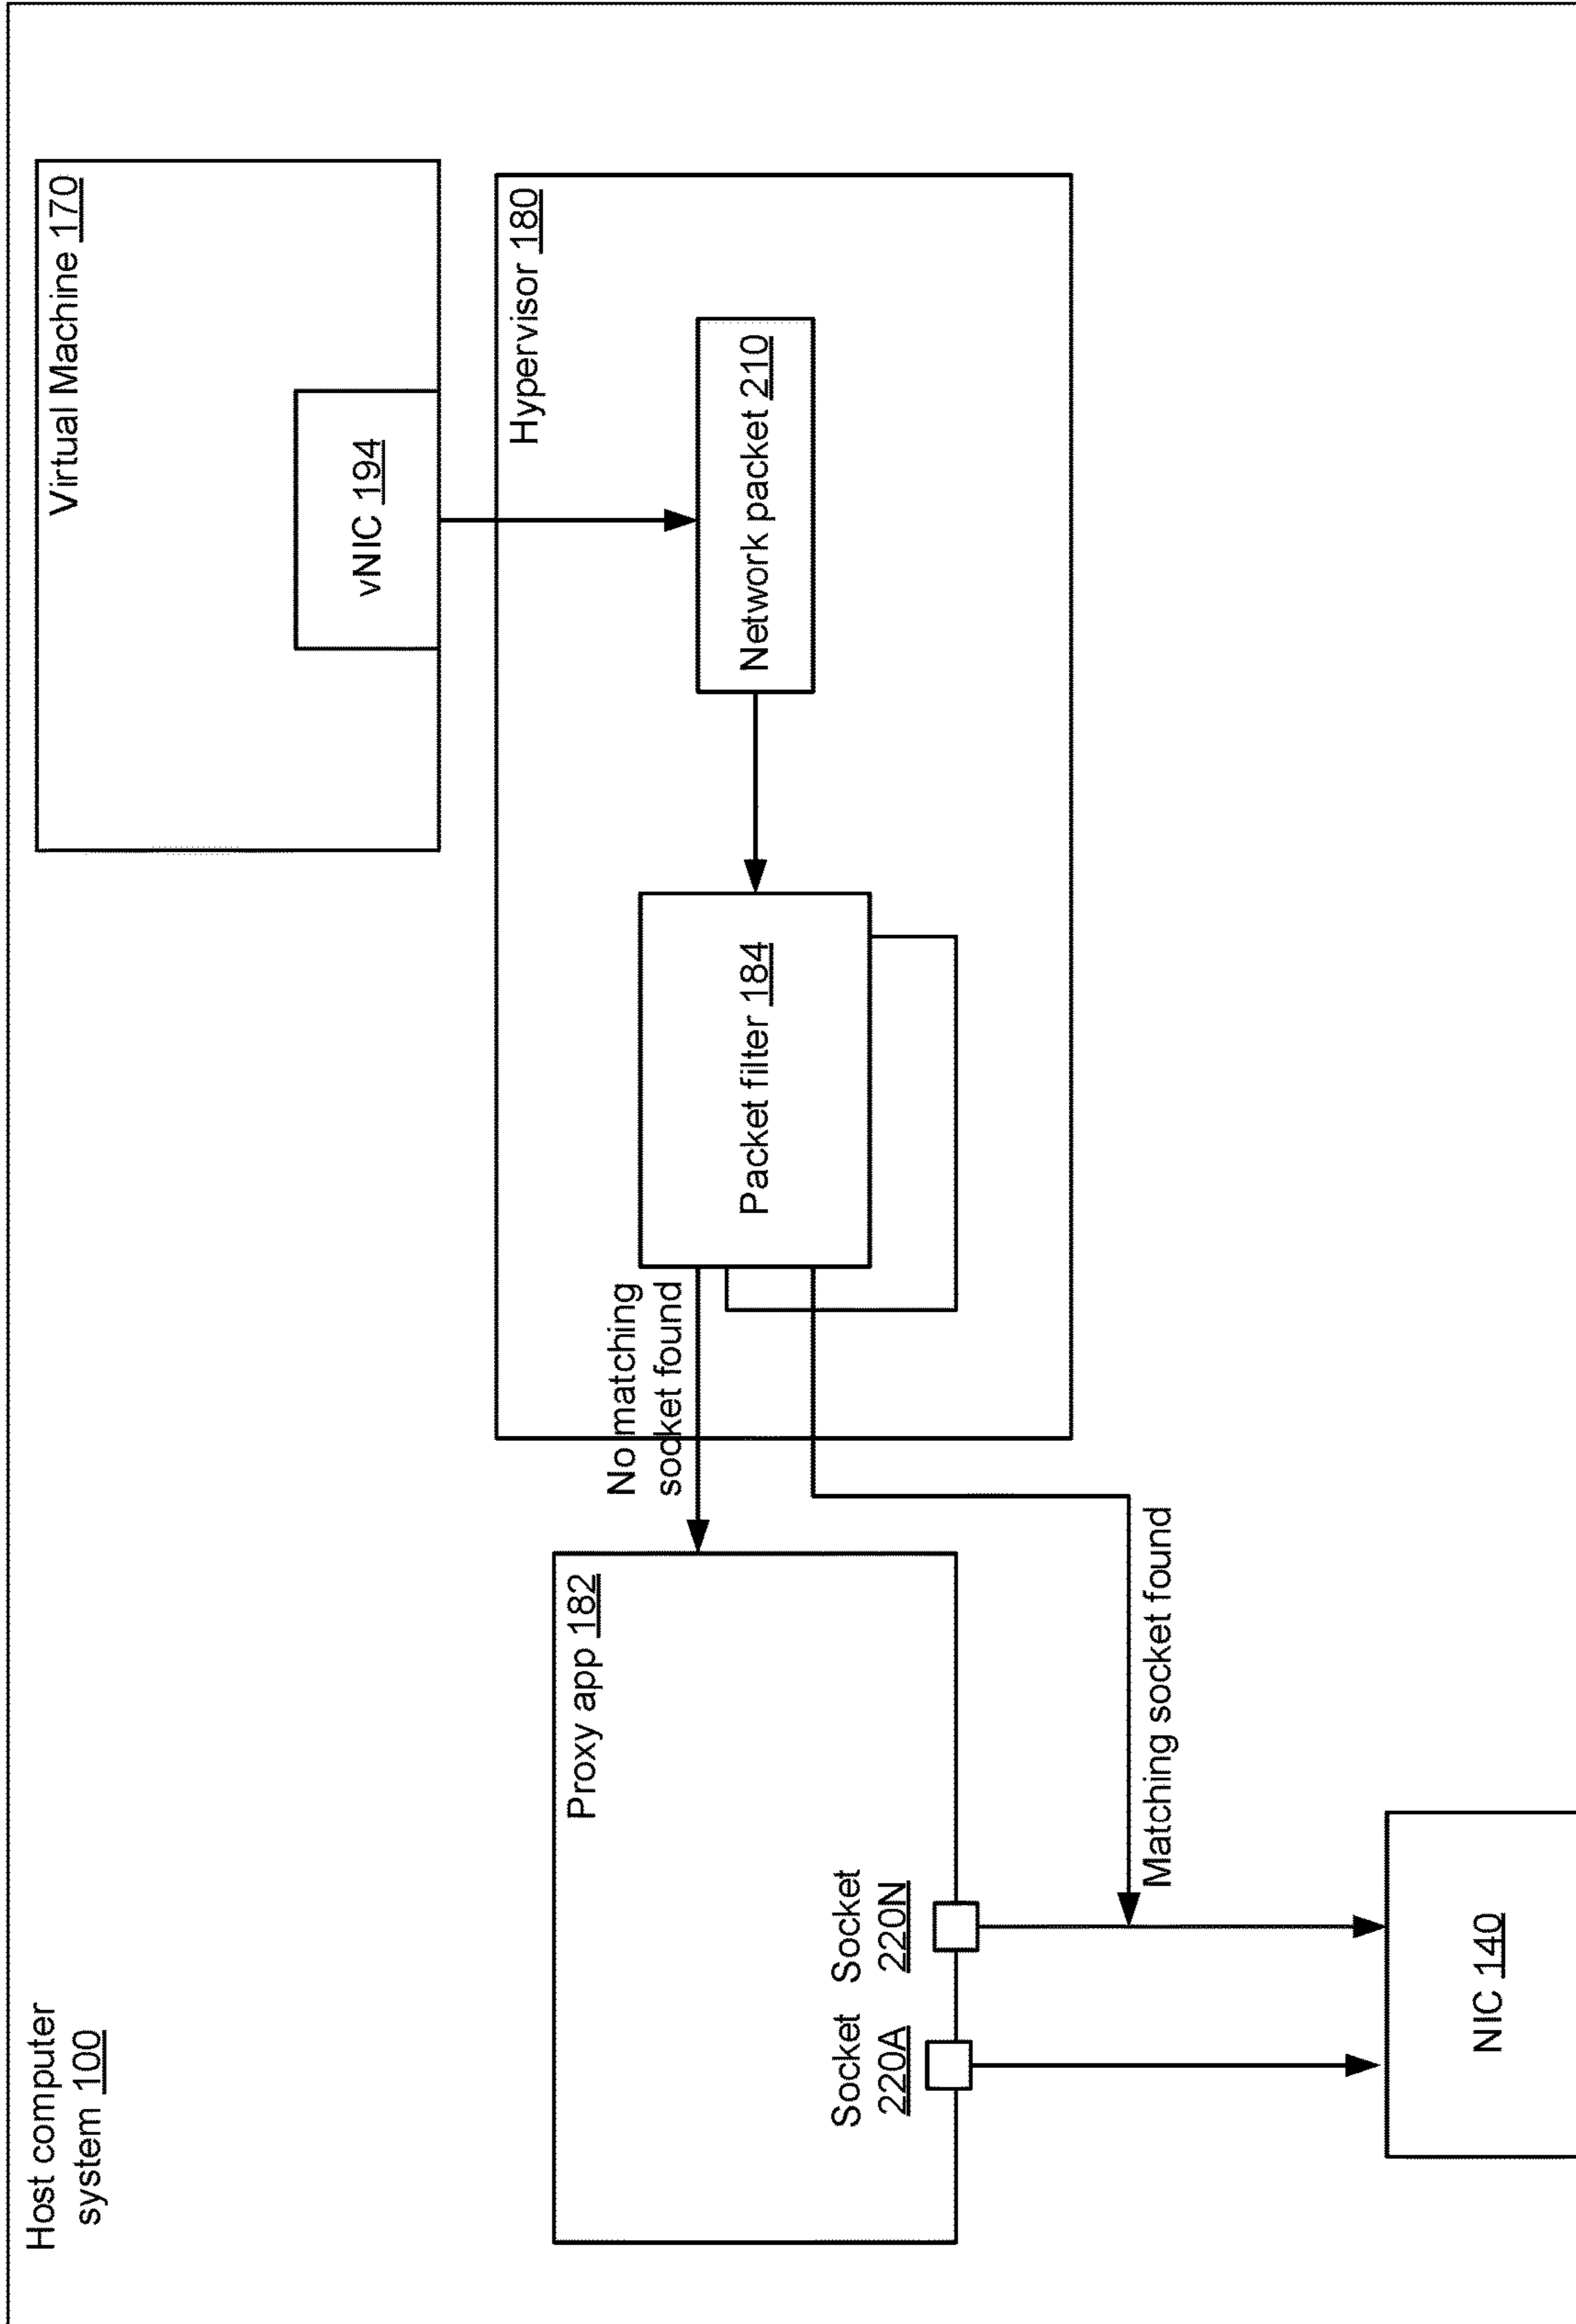 Host computer
system 100
Virtual Machine 170
vNIC 194
Hypervisor 180
Network packet 210
Packet filter 184
No matching
socket found
Proxy app 182
Socket
220A
Socket
220N
Matching socket found
NIC 140